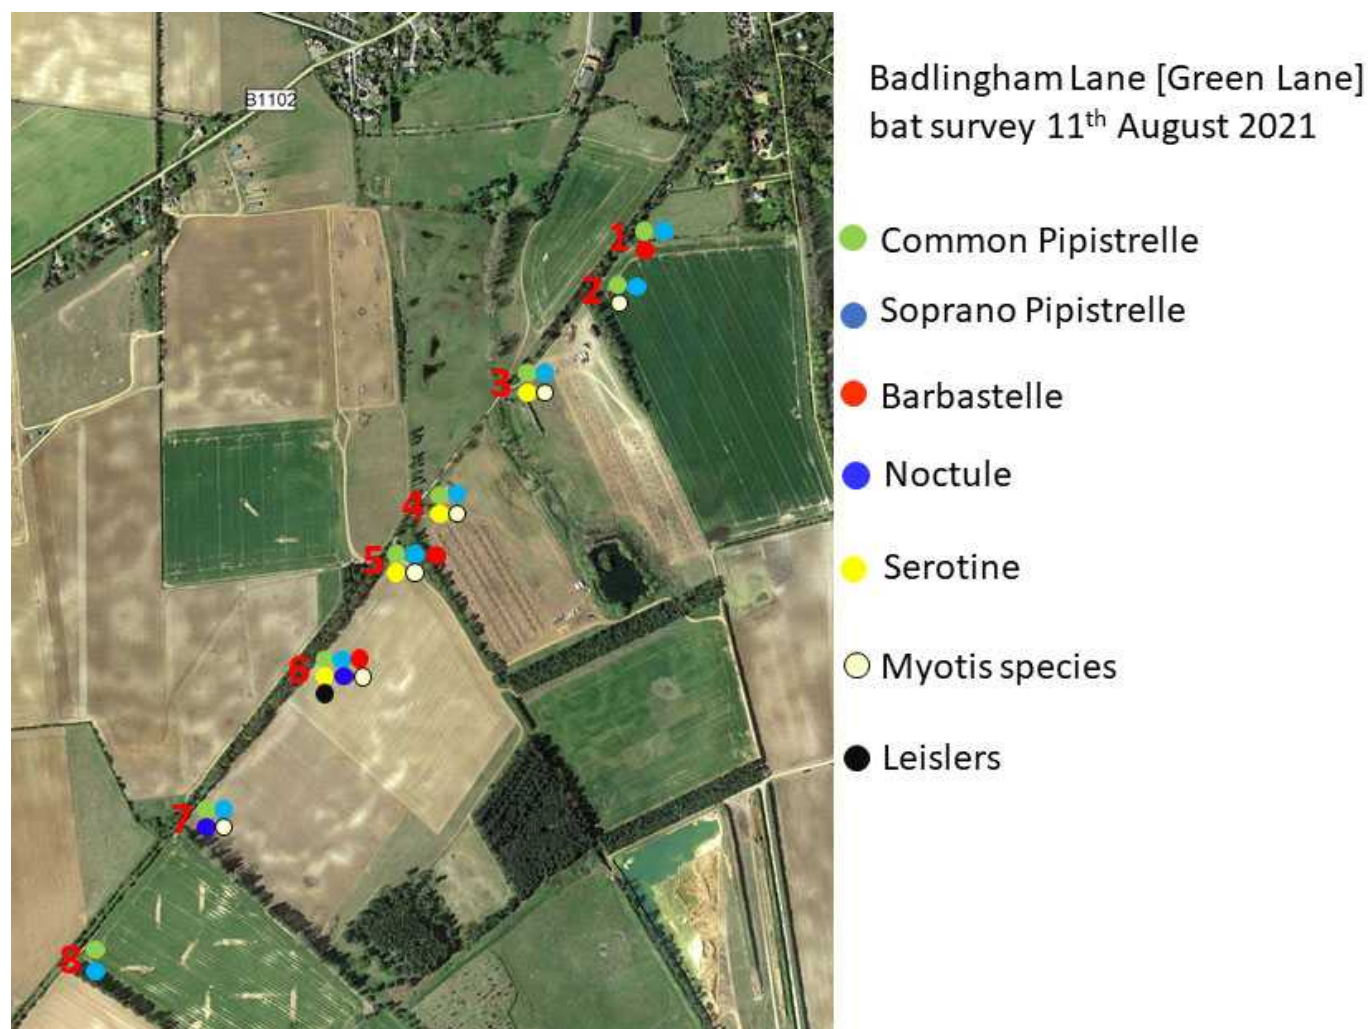 Badlingham Lane [Green Lane]
bat survey 11th August 2021
B1102
1
Common Pipistrelle
2
Soprano Pipistrelle
3
Barbastelle
4
Noctule
5
Serotine
6
Myotis species
7
Leislers
8